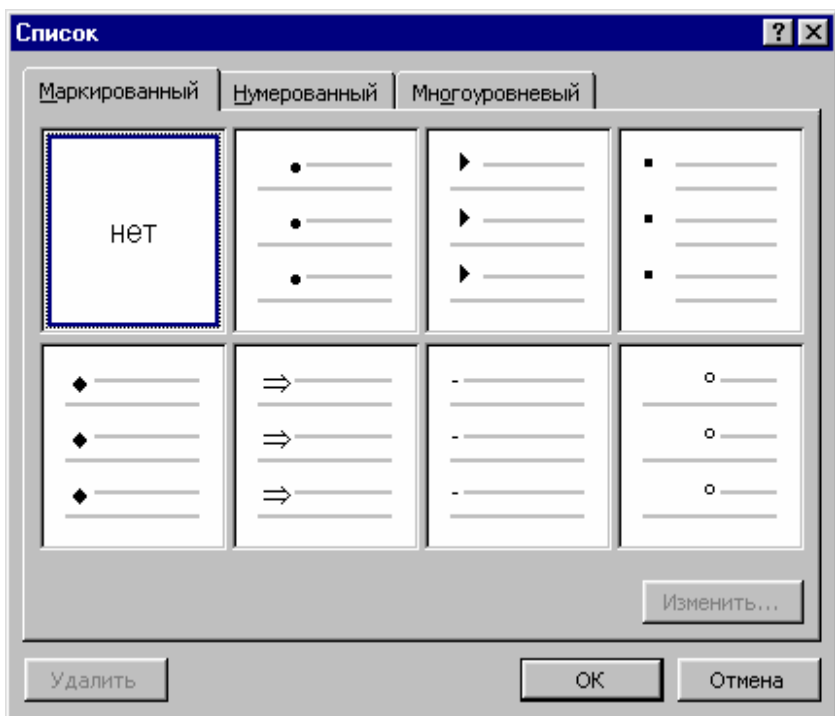 Список
Маркированный Нумерованный Многоуровневый
нет
Изменить...
Удалить ОК Отмена